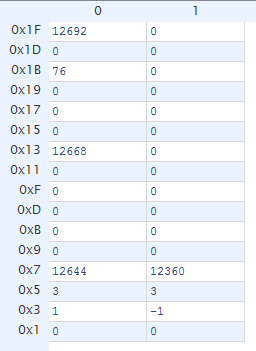 0 1
0x1F 12692 0
0x1D 0 0
0x1B 76 0
0x19 0 0
0x17 0 0
0x15 0 0
0x13 12668 0
0x11 0 0
0xF 0 0
0xD 0 0
0xB 0 0
0x9 0 0
0x7 12644 12360
0x5 3 3
0x3 1 -1
0x1 0 0